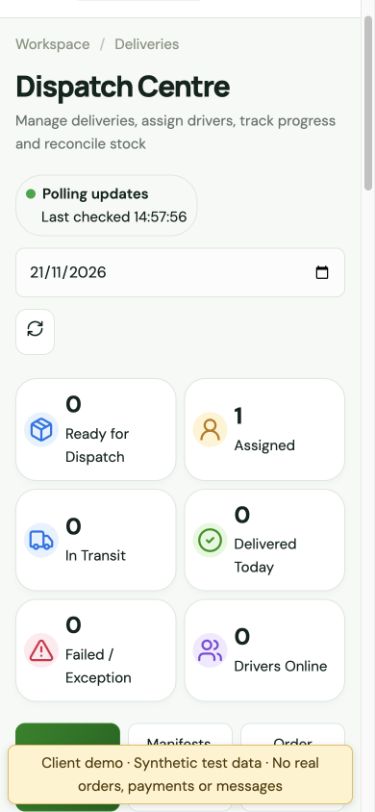 Workspace / Deliveries
Dispatch Centre
Manage deliveries, assign drivers, track progress
and reconcile stock
Polling updates
Last checked 14:57:56
21/11/2026
0
Ready for
Dispatch
1
Assigned
0
In Transit
0
Delivered
Today
0
Failed /
Exception
0
Drivers Online
Manifests
Order
Client demo · Synthetic test data · No real
orders, payments or messages